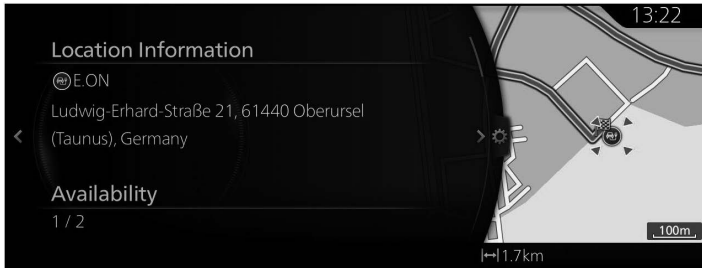 13:22
Location Information
E.ON
Ludwig-Erhard-Straße 21, 61440 Oberursel
(Taunus), Germany
Availability
1 / 2
100m
1.7km